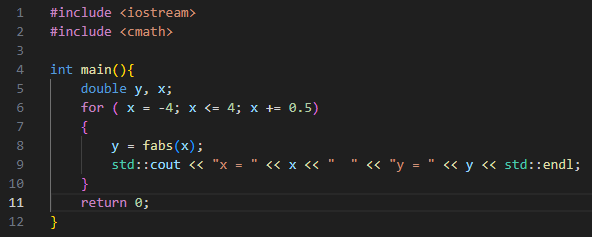 1 #include <iostream>
2 #include <cmath>
3
4 int main(){
5     double y, x;
6     for ( x = -4; x <= 4; x += 0.5)
7     {
8         y = fabs(x);
9         std::cout << "x = " << x << "  " << "y = " << y << std::endl;
10     }
11     return 0;
12 }